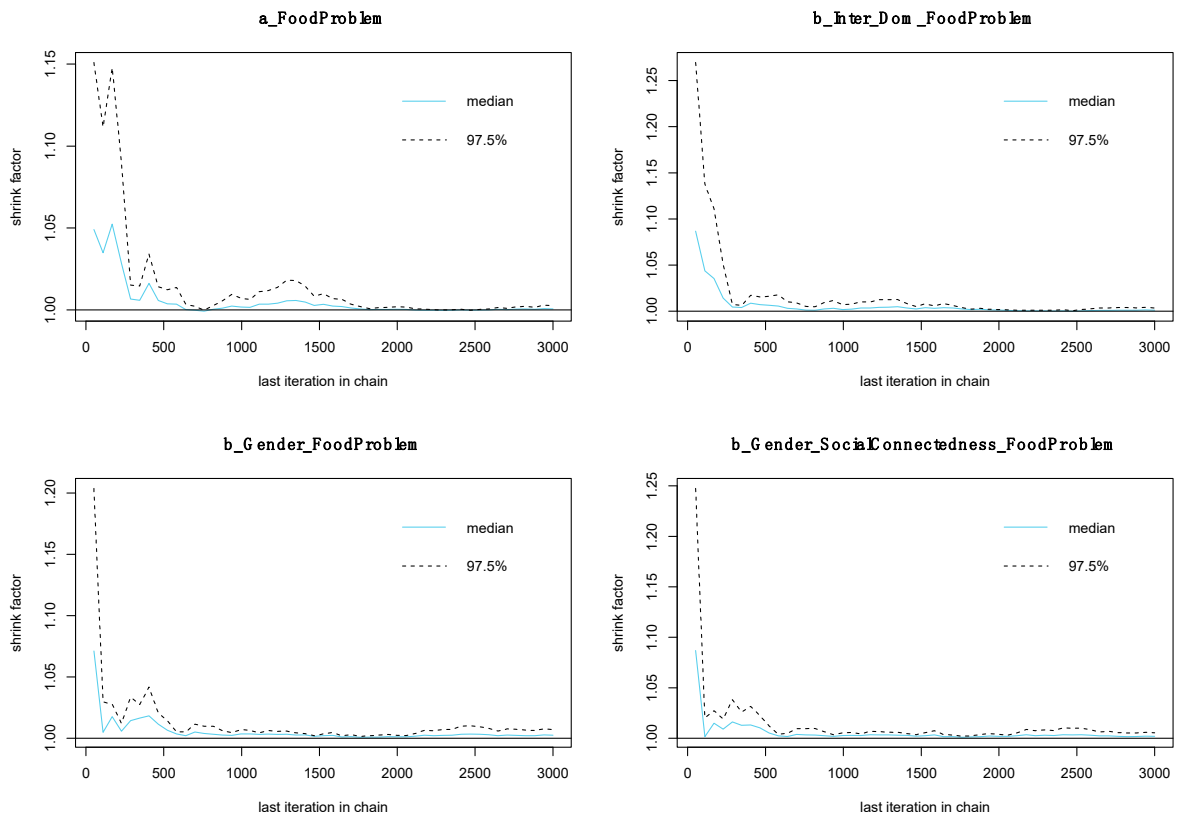 a_FoodProblem
1.15
1.10
1.05
1.00
shrink factor
median
97.5%
0 500 1000 1500 2000 2500 3000
last iteration in chain
b_Inter_Dom_FoodProblem
1.25
1.20
1.15
1.10
1.05
1.00
shrink factor
median
97.5%
0 500 1000 1500 2000 2500 3000
last iteration in chain
b_Gender_FoodProblem
1.20
1.15
1.10
1.05
1.00
shrink factor
median
97.5%
0 500 1000 1500 2000 2500 3000
last iteration in chain
b_Gender_SocialConnectedness_FoodProblem
1.25
1.20
1.15
1.10
1.05
1.00
shrink factor
median
97.5%
0 500 1000 1500 2000 2500 3000
last iteration in chain